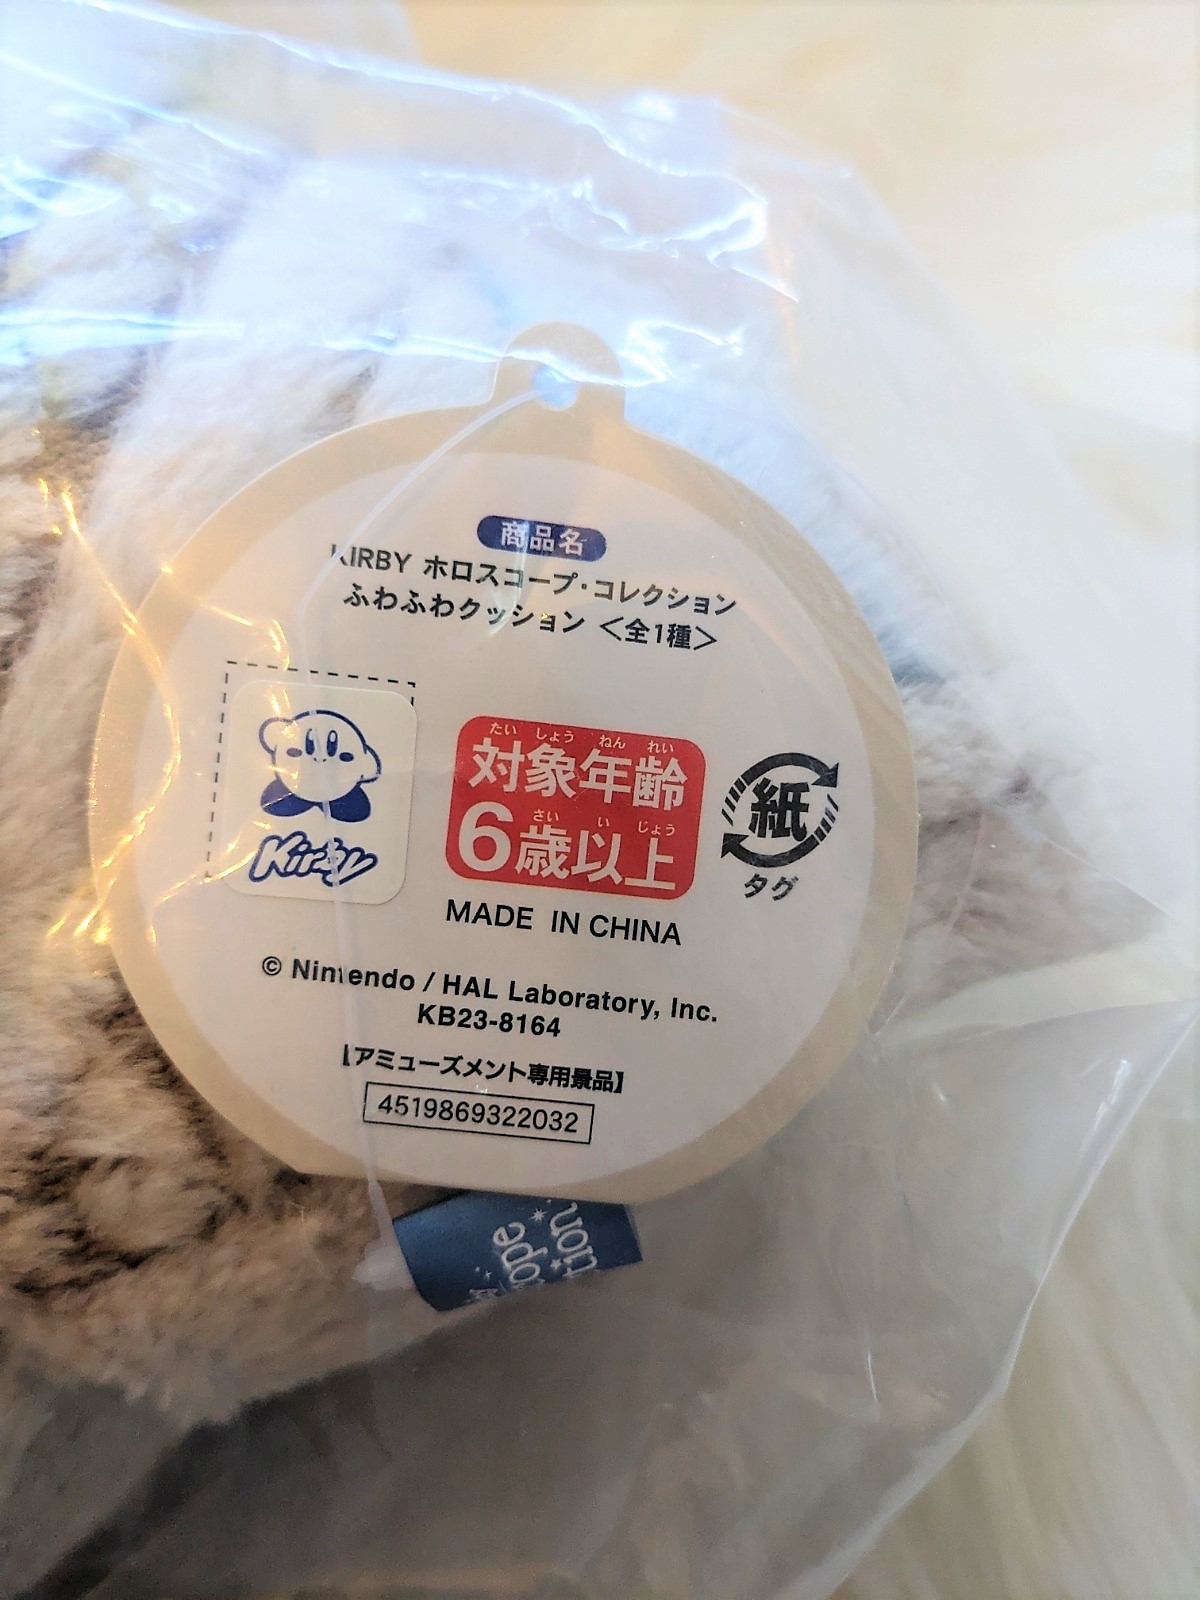 商品名
KIRBY ホロスコープ・コレクション
ふわふわクッション <全1種>
Kirby
たいしょうねんれい
対象年齢
さいいじょう
6歳以上
紙
タグ
MADE IN CHINA
© Nintendo / HAL Laboratory, Inc.
KB23-8164
【アミューズメント専用景品】
4519869322032
ope
tion